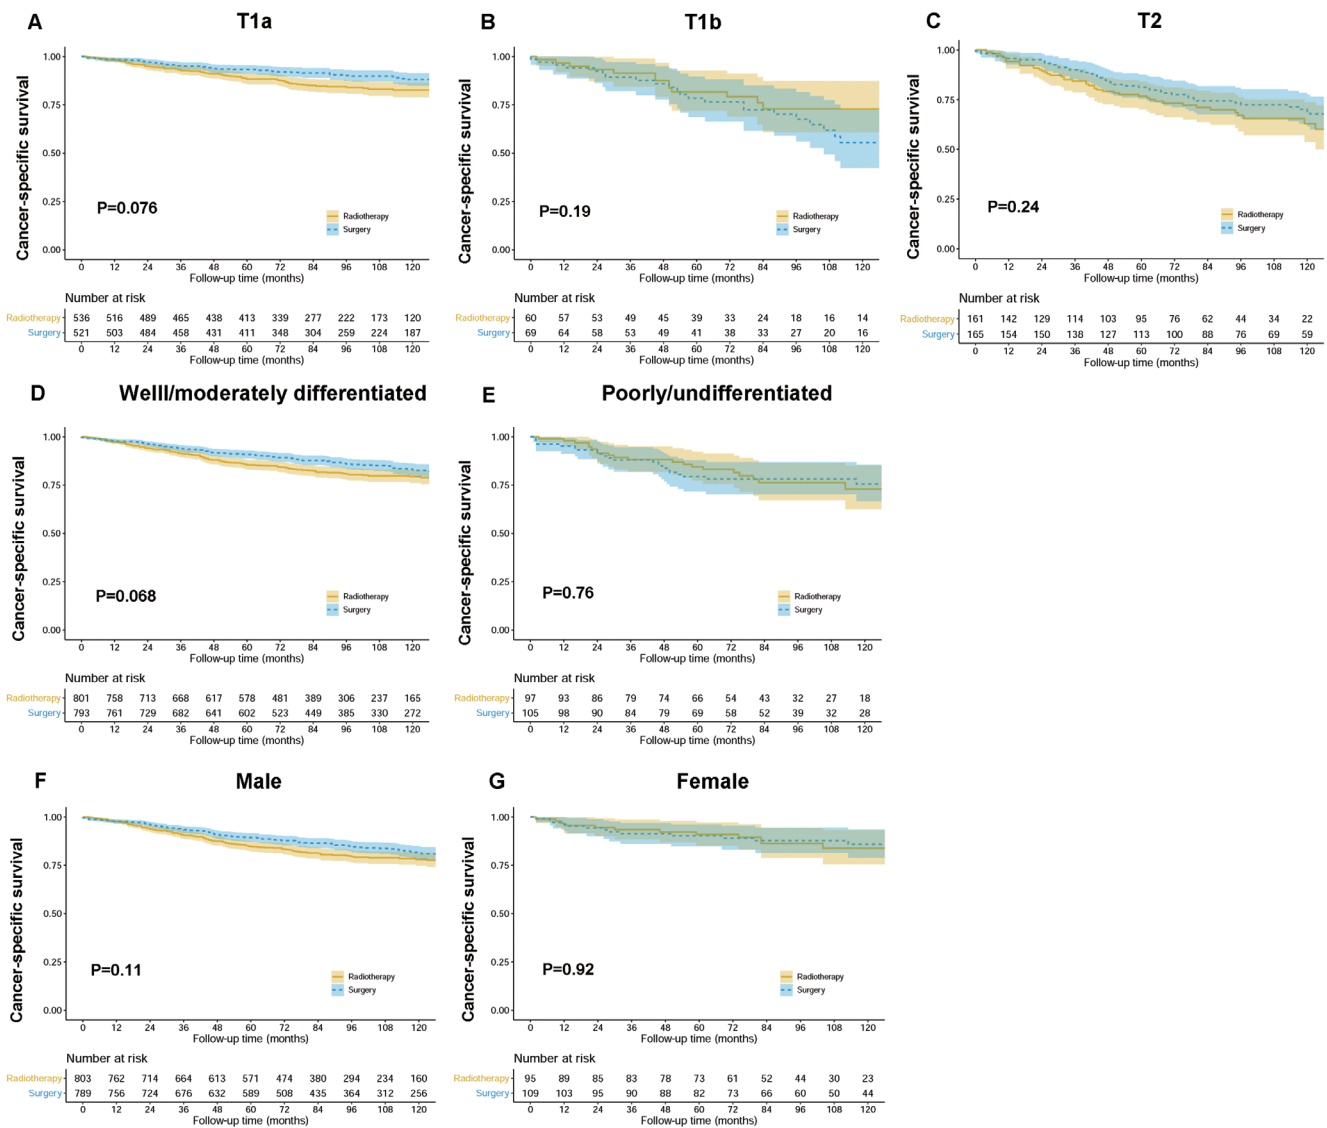 A T1a
Cancer-specific survival
1.00
0.75
0.50
0.25
0.00
P=0.076
Radiotherapy
Surgery
0 12 24 36 48 60 72 84 96 108 120
Follow-up time (months)
Number at risk
Radiotherapy 536 516 489 465 438 413 339 277 222 173 120
Surgery 521 503 484 458 431 411 348 304 259 224 187
0 12 24 36 48 60 72 84 96 108 120
Follow-up time (months)
B T1b
Cancer-specific survival
1.00
0.75
0.50
0.25
0.00
P=0.19
Radiotherapy
Surgery
0 12 24 36 48 60 72 84 96 108 120
Follow-up time (months)
Number at risk
Radiotherapy 60 57 53 49 45 39 33 24 18 16 14
Surgery 69 64 58 53 49 41 38 33 27 20 16
0 12 24 36 48 60 72 84 96 108 120
Follow-up time (months)
C T2
Cancer-specific survival
1.00
0.75
0.50
0.25
0.00
P=0.24
Radiotherapy
Surgery
0 12 24 36 48 60 72 84 96 108 120
Follow-up time (months)
Number at risk
Radiotherapy 161 142 129 114 103 95 76 62 44 34 22
Surgery 165 154 150 138 127 113 100 88 76 69 59
0 12 24 36 48 60 72 84 96 108 120
Follow-up time (months)
D Welll/moderately differentiated
Cancer-specific survival
1.00
0.75
0.50
0.25
0.00
P=0.068
Radiotherapy
Surgery
0 12 24 36 48 60 72 84 96 108 120
Follow-up time (months)
Number at risk
Radiotherapy 801 758 713 668 617 578 481 389 306 237 165
Surgery 793 761 729 682 641 602 523 449 385 330 272
0 12 24 36 48 60 72 84 96 108 120
Follow-up time (months)
E Poorly/undifferentiated
Cancer-specific survival
1.00
0.75
0.50
0.25
0.00
P=0.76
Radiotherapy
Surgery
0 12 24 36 48 60 72 84 96 108 120
Follow-up time (months)
Number at risk
Radiotherapy 97 93 86 79 74 66 54 43 32 27 18
Surgery 105 98 90 84 79 69 58 52 39 32 28
0 12 24 36 48 60 72 84 96 108 120
Follow-up time (months)
F Male
Cancer-specific survival
1.00
0.75
0.50
0.25
0.00
P=0.11
Radiotherapy
Surgery
0 12 24 36 48 60 72 84 96 108 120
Follow-up time (months)
Number at risk
Radiotherapy 803 762 714 664 613 571 474 380 294 234 160
Surgery 789 756 724 676 632 589 508 435 364 312 256
0 12 24 36 48 60 72 84 96 108 120
Follow-up time (months)
G Female
Cancer-specific survival
1.00
0.75
0.50
0.25
0.00
P=0.92
Radiotherapy
Surgery
0 12 24 36 48 60 72 84 96 108 120
Follow-up time (months)
Number at risk
Radiotherapy 95 89 85 83 78 73 61 52 44 30 23
Surgery 109 103 95 90 88 82 73 66 60 50 44
0 12 24 36 48 60 72 84 96 108 120
Follow-up time (months)